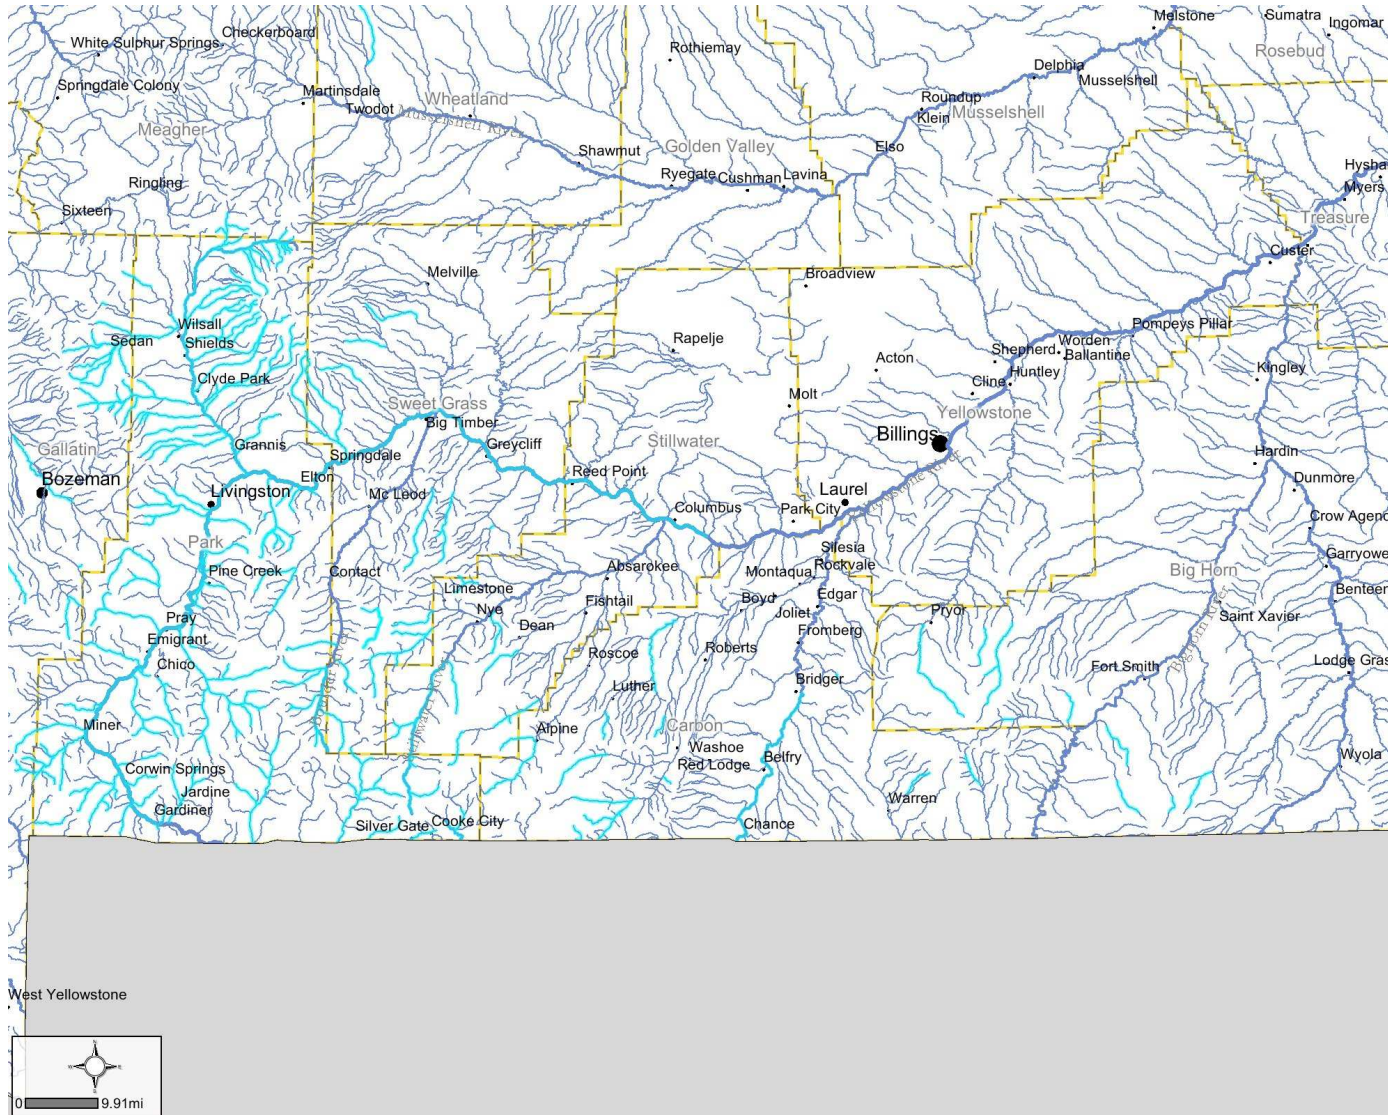 Melstone
Sumatra
Ingomar
Checkerboard
White Sulphur Springs
Rothiemay
Rosebud
Delphia
Musselshell
Springdale Colony
Martinsdale
Wheatland
Roundup
Twodot
Musselshell River
Klein
Musselshell
Meagher
Shawmut
Golden Valley
Elso
Hysha
Ringling
Ryegate
Cushman
Lavina
Myers
Sixteen
Treasure
Custer
Melville
Broadview
Wilsall
Sedan
Shields
Rapelje
Pompeys Pillar
Shepherd
Worden
Ballantine
Acton
Clyde Park
Cline
Huntley
Kingley
Molt
Sweet Grass
Yellowstone
Big Timber
Gallatin
Grannis
Greycliff
Stillwater
Billings
Springdale
Hardin
Bozeman
Elton
Reed Point
Livingston
Mc Leod
Laurel
Dunmore
Columbus
Park City
Crow Agenc
Park
Silesia
Garryowe
Pine Creek
Contact
Absarokee
Montaqua
Rockvale
Big Horn
Limestone
Boyd
Edgar
Benteer
Nye
Fishtail
Joliet
Pryor
Pray
Dean
Fromberg
Saint Xavier
Bighorn River
Emigrant
Roscoe
Roberts
Chico
Fort Smith
Lodge Gras
Luther
Bridger
Miner
Carbon
Alpine
Washoe
Belfry
Wyola
Corwin Springs
Red Lodge
Jardine
Warren
Gardiner
Silver Gate
Cooke City
Chance
West Yellowstone
0
9.91mi